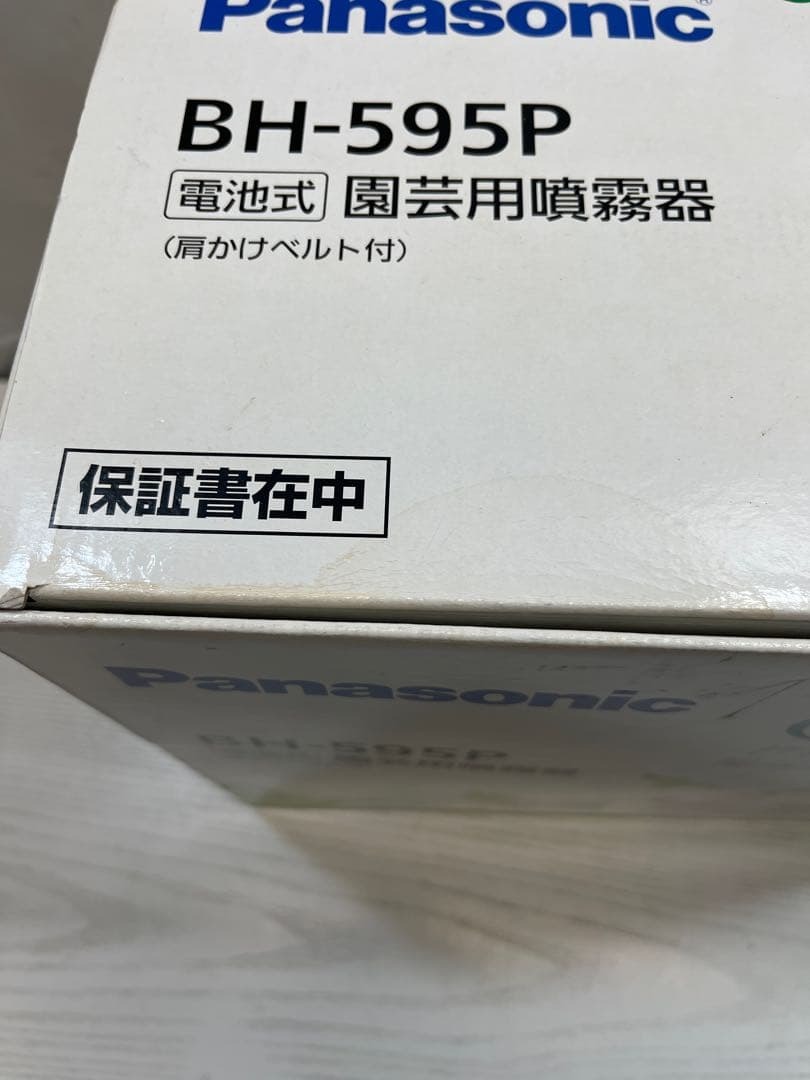 Panasonic®
BH-595P
電池式 園芸用噴霧器
(肩かけベルト付)
保証書在中
Panasonic
BH-595P